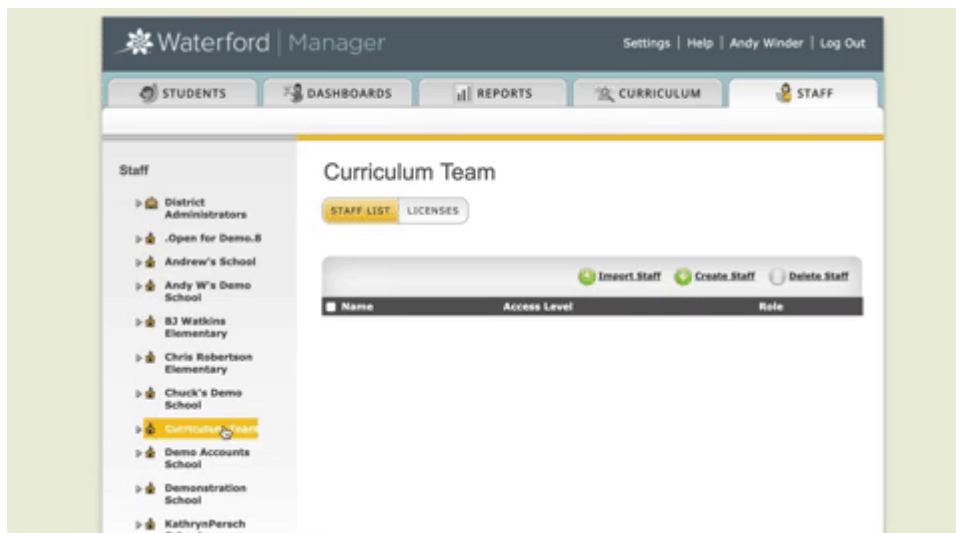 Waterford | Manager
Settings | Help | Andy Winder | Log Out
STUDENTS
DASHBOARDS
REPORTS
CURRICULUM
STAFF
Staff
District
Administrators
.Open for Demo.8
Andrew's School
Andy W's Demo
School
BJ Watkins
Elementary
Chris Robertson
Elementary
Chuck's Demo
School
Curriculum Team
Demo Accounts
School
Demonstration
School
KathrynPersch
Curriculum Team
STAFF LIST
LICENSES
Import Staff
Create Staff
Delete Staff
Name
Access Level
Role